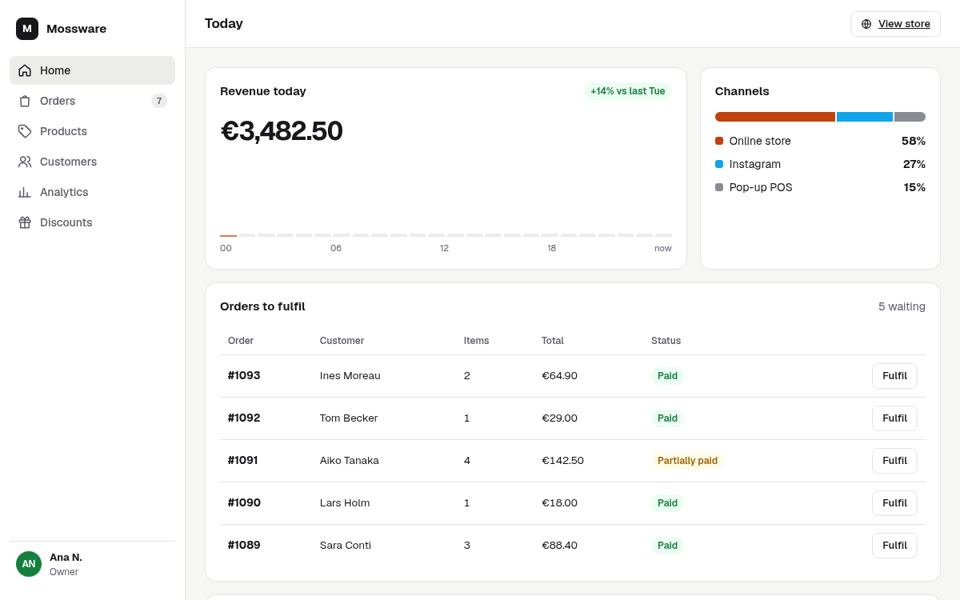 M Mossware
Home
Orders 7
Products
Customers
Analytics
Discounts
AN Ana N.
Owner
Today
View store
Revenue today +14% vs last Tue
€3,482.50
00 06 12 18 now
Channels
Online store 58%
Instagram 27%
Pop-up POS 15%
Orders to fulfil 5 waiting
Order Customer Items Total Status
#1093 Ines Moreau 2 €64.90 Paid Fulfil
#1092 Tom Becker 1 €29.00 Paid Fulfil
#1091 Aiko Tanaka 4 €142.50 Partially paid Fulfil
#1090 Lars Holm 1 €18.00 Paid Fulfil
#1089 Sara Conti 3 €88.40 Paid Fulfil